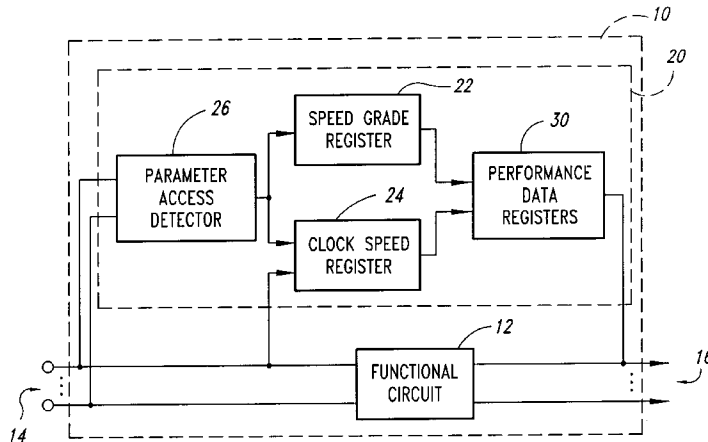 10
20
22
SPEED GRADE
REGISTER
26
PARAMETER
ACCESS
DETECTOR
30
PERFORMANCE
DATA
REGISTERS
24
CLOCK SPEED
REGISTER
12
FUNCTIONAL
CIRCUIT
14
16